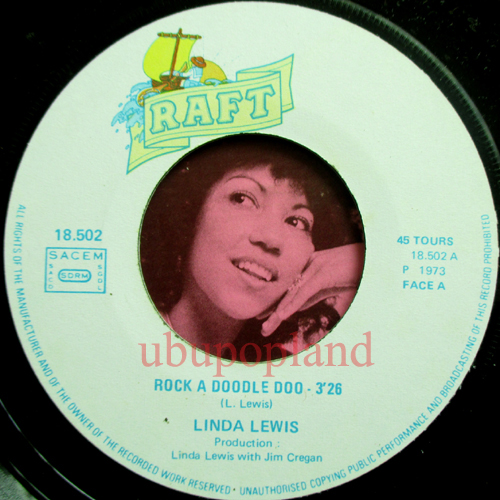 RAFT
18.502
SACEM
SDRM
45 TOURS
18.502 A
P 1973
FACE A
ubupopland
ROCK A DOODLE DOO - 3'26
(L. Lewis)
LINDA LEWIS
Production :
Linda Lewis with Jim Cregan
ALL RIGHTS OF THE MANUFACTURER AND OF THE OWNER OF THE RECORDED WORK RESERVED • UNAUTHORISED COPYING PUBLIC PERFORMANCE AND BROADCASTING OF THIS RECORD PROHIBITED